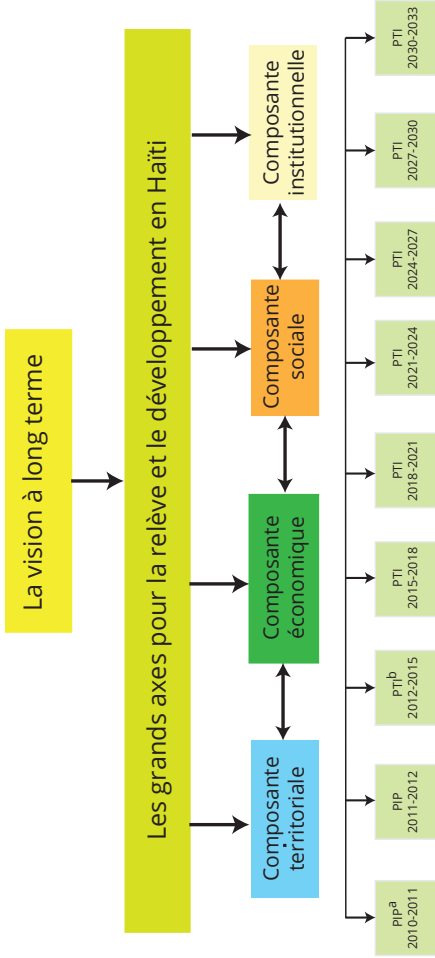 La vision à long terme
Les grands axes pour la relève et le développement en Haïti
Composante
territoriale
Composante
économique
Composante
sociale
Composante
institutionnelle
PIPa
2010-2011
PIP
2011-2012
PTIb
2012-2015
PTI
2015-2018
PTI
2018-2021
PTI
2021-2024
PTI
2024-2027
PTI
2027-2030
PTI
2030-2033